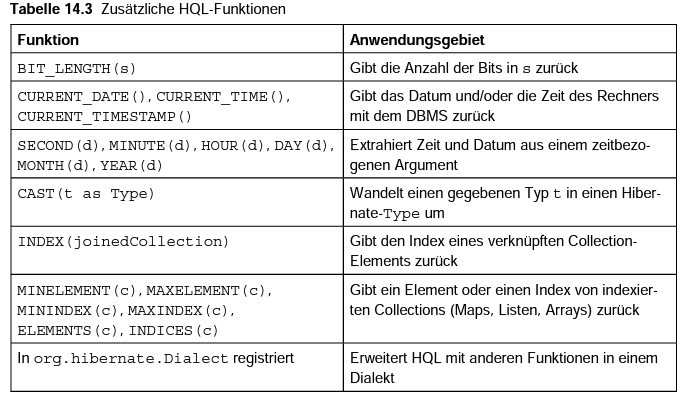 Tabelle 14.3 Zusätzliche HQL-Funktionen
Funktion
Anwendungsgebiet
BIT_LENGTH(s)
Gibt die Anzahl der Bits in s zurück
CURRENT_DATE(), CURRENT_TIME(),
CURRENT_TIMESTAMP()
Gibt das Datum und/oder die Zeit des Rechners
mit dem DBMS zurück
SECOND(d), MINUTE(d), HOUR(d), DAY(d),
MONTH(d), YEAR(d)
Extrahiert Zeit und Datum aus einem zeitbezo-
genen Argument
CAST(t as Type)
Wandelt einen gegebenen Typ t in einen Hiber-
nate-Type um
INDEX(joinedCollection)
Gibt den Index eines verknüpften Collection-
Elements zurück
MINELEMENT(c), MAXELEMENT(c),
MININDEX(c), MAXINDEX(c),
ELEMENTS(c), INDICES(c)
Gibt ein Element oder einen Index von indexier-
ten Collections (Maps, Listen, Arrays) zurück
In org.hibernate.Dialect registriert
Erweitert HQL mit anderen Funktionen in einem
Dialekt